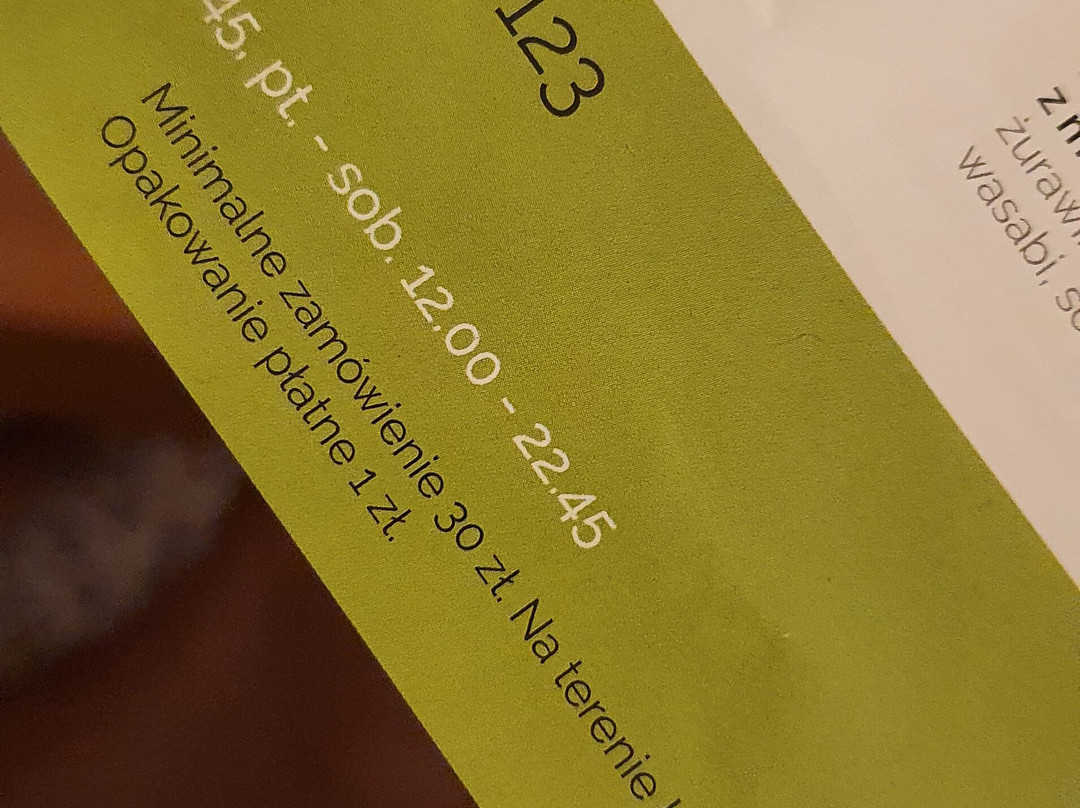 123
45, pt. - sob. 12.00 - 22.45
Minimalne zamówienie 30 zł. Na terenie
Opakowanie płatne 1 zł.
wasabi,